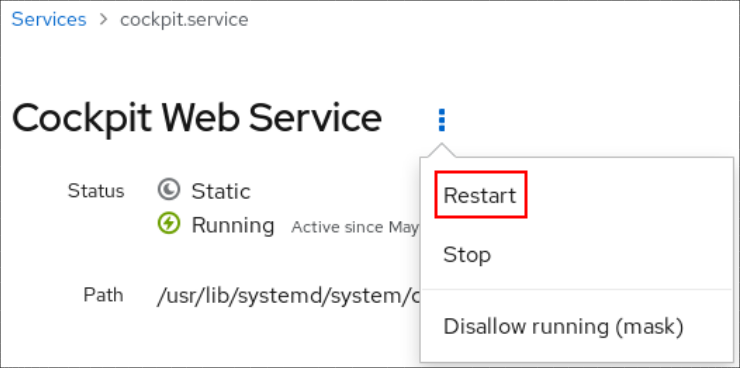 Services > cockpit.service
Cockpit Web Service
Status Static
Running Active since May
Path /usr/lib/systemd/system/c
Restart
Stop
Disallow running (mask)